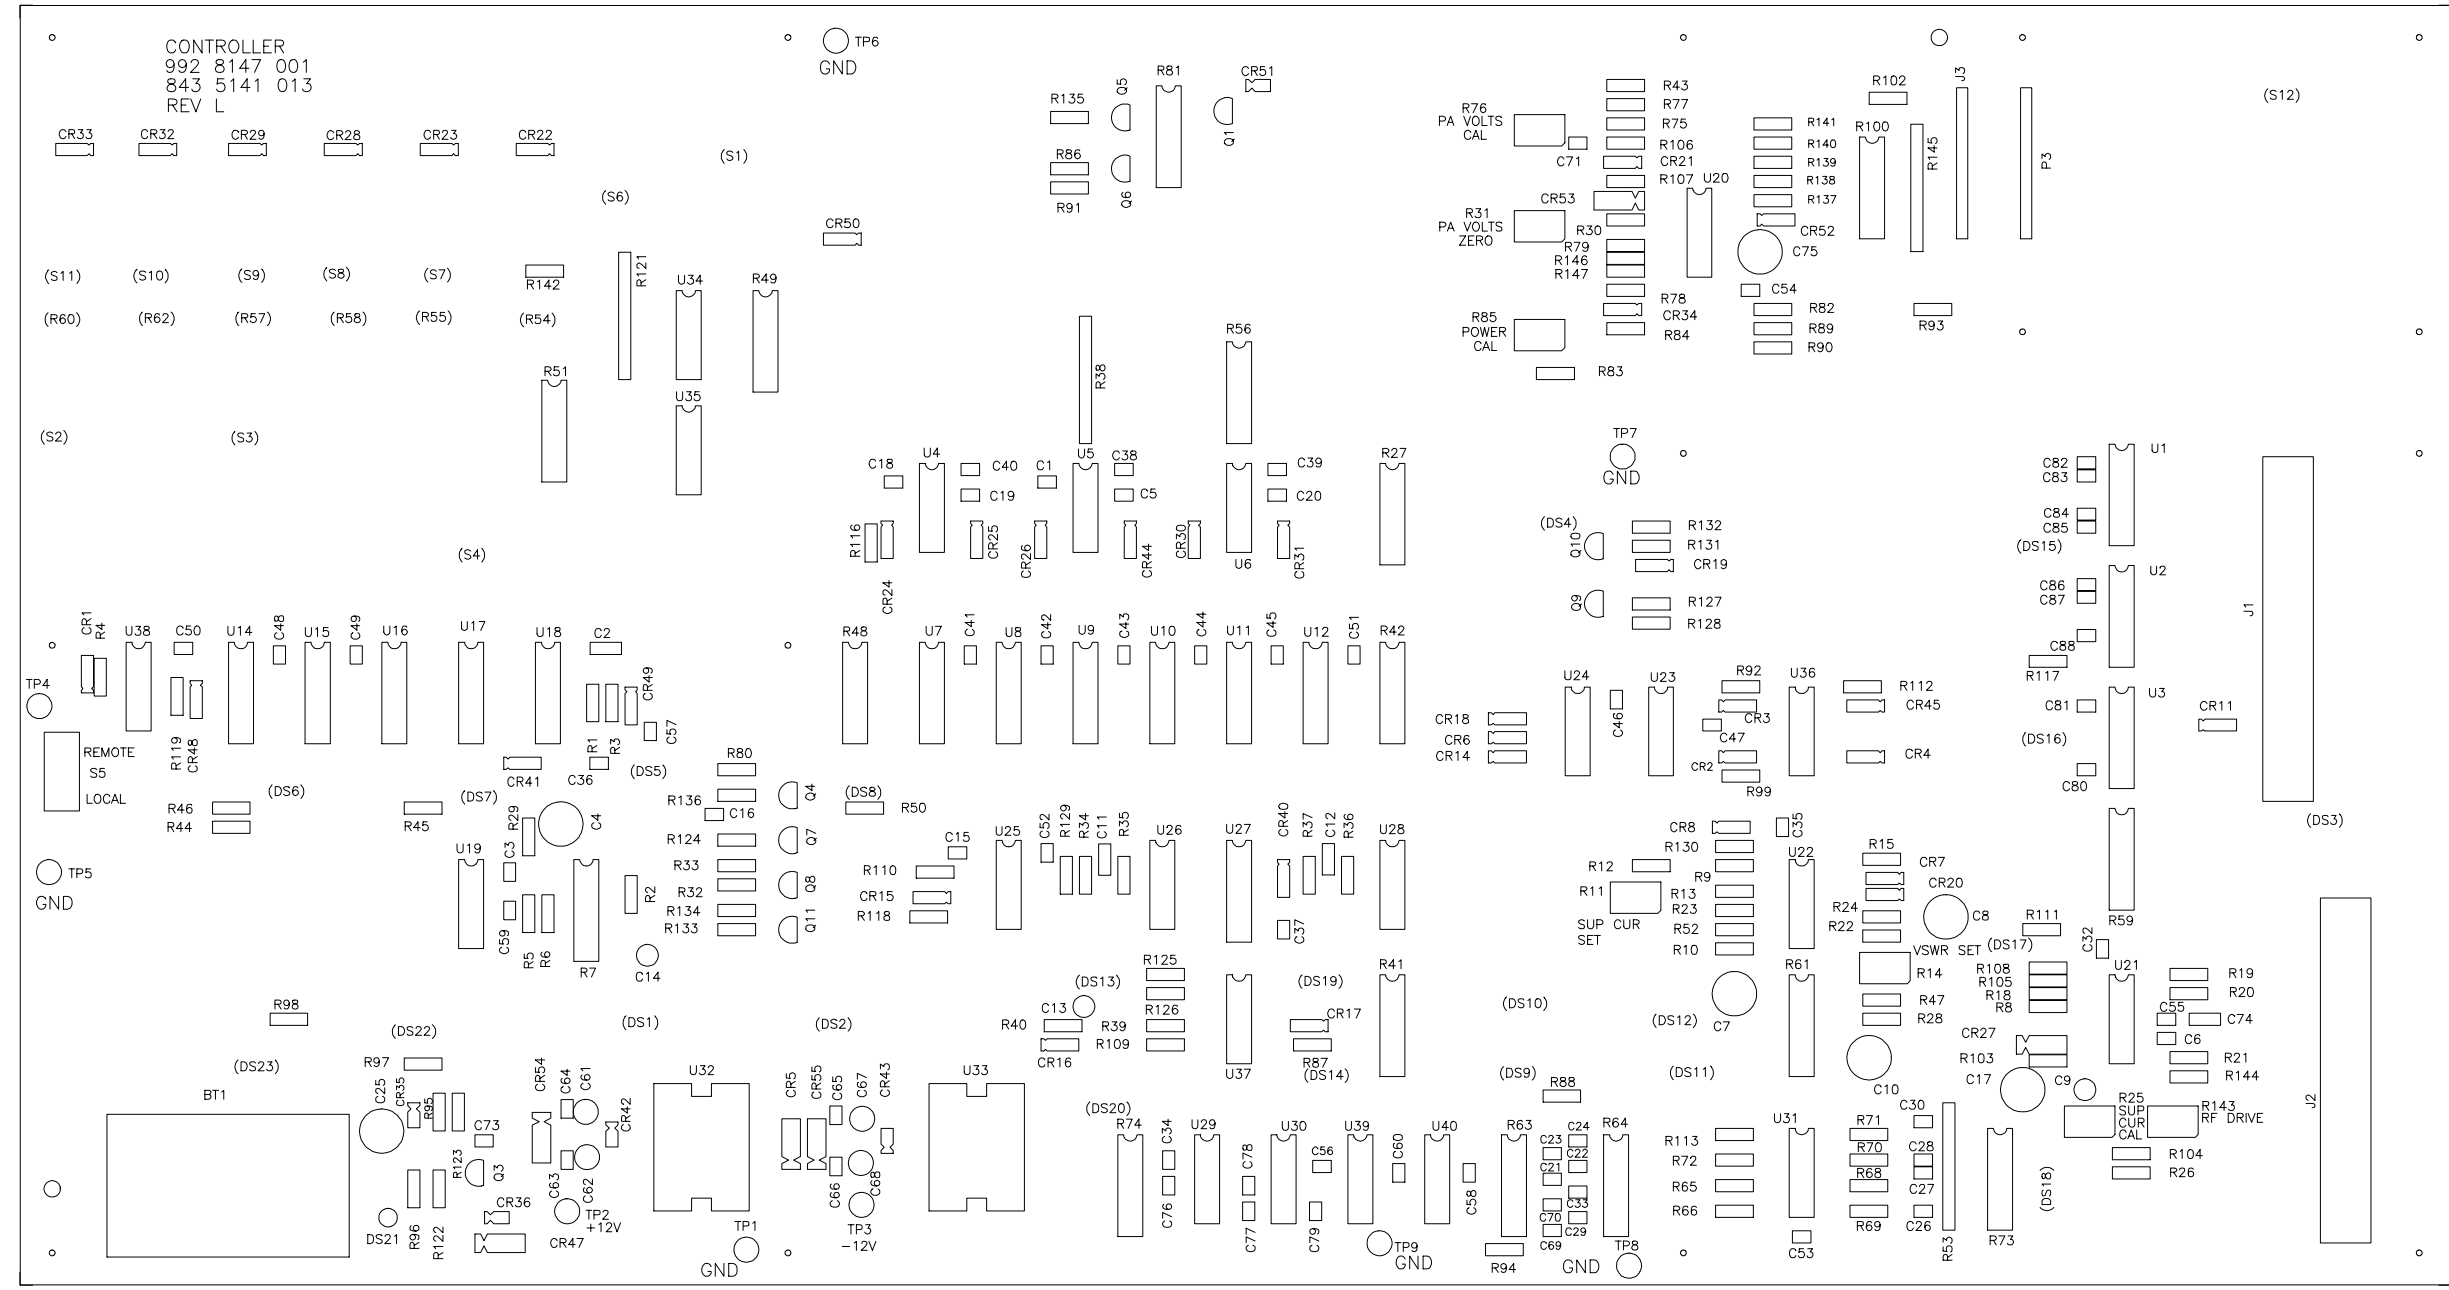 CONTROLLER
992 8147 001
843 5141 013
REV L
TP6
GND
CR33
CR32
CR29
CR28
CR23
CR22
(S1)
(S6)
CR50
(S11)
(S10)
(S9)
(S8)
(S7)
R142
R121
U34
R49
(R60)
(R62)
(R57)
(R58)
(R55)
(R54)
R51
U35
(S2)
(S3)
(S4)
R135
Q5
R81
CR51
Q1
R86
R91
Q6
R38
R56
R76
PA VOLTS
CAL
C71
R43
R77
R75
R106
CR21
R107
U20
CR53
R31
PA VOLTS
ZERO
R30
R79
R146
R147
R78
CR34
R84
R85
POWER
CAL
R83
R141
R140
R139
R138
R137
CR52
C75
C54
R82
R89
R90
R102
R100
R145
J3
P3
R93
(S12)
C18
U4
C40
C19
C1
U5
C38
C5
C39
C20
R27
R116
CR24
CR25
CR26
CR44
CR30
U6
CR31
TP7
GND
(DS4)
Q10
R132
R131
CR19
Q9
R127
R128
C82
C83
C84
C85
(DS15)
U1
C86
C87
U2
C88
R117
C81
U3
CR11
(DS16)
C80
J1
(DS3)
R59
CR1
R4
U38
C50
U14
C48
U15
C49
U16
U17
U18
C2
CR49
TP4
R119
CR48
R1
R3
C57
REMOTE
S5
LOCAL
CR41
C36
(DS5)
R80
(DS6)
(DS7)
R46
R44
R45
R29
C4
R136
C16
Q4
(DS8)
R50
R48
U7
C41
U8
C42
U9
C43
U10
C44
U11
C45
U12
C51
R42
U24
C46
U23
R92
CR3
C47
U36
R112
CR45
CR18
CR6
CR14
CR2
R99
CR4
TP5
GND
U19
C3
C59
R5
R6
R7
R2
C14
R124
R33
R32
R134
R133
Q7
Q8
Q11
C15
R110
CR15
R118
U25
C52
R129
R34
C11
R35
U26
U27
CR40
R37
C12
R36
U28
C37
CR8
R130
C35
U22
R12
R11
SUP CUR
SET
R9
R13
R23
R52
R10
R15
CR7
CR20
R24
R22
C8
VSWR SET
R14
R47
R28
(DS17)
R111
C32
R108
R105
R18
R8
U21
R19
R20
C55
C74
C6
R21
R144
CR27
R103
C17
C9
R98
(DS22)
(DS1)
(DS2)
(DS23)
R97
R40
C13
(DS13)
R125
R126
R39
R109
CR16
U37
(DS19)
CR17
R87
(DS14)
R41
(DS10)
(DS12)
C7
R61
C10
BT1
C25
CR35
R95
R123
C73
Q3
DS21
R96
R122
CR36
CR47
CR54
C64
C61
CR42
C63
C62
TP2
+12V
U32
TP1
GND
CR5
CR55
C65
C67
CR43
C66
C68
TP3
-12V
U33
(DS20)
R74
C34
C76
U29
C78
C77
U30
C56
C79
U39
C60
TP9
GND
U40
C58
R63
R94
(DS9)
R88
C23
C24
C21
C22
C33
C70
C29
C69
R64
TP8
GND
(DS11)
R113
R72
R65
R66
U31
C53
R71
R70
R68
R69
C30
C28
C27
C26
R53
R73
R25
SUP
CUR
CAL
R143
RF DRIVE
R104
R26
(DS18)
J2